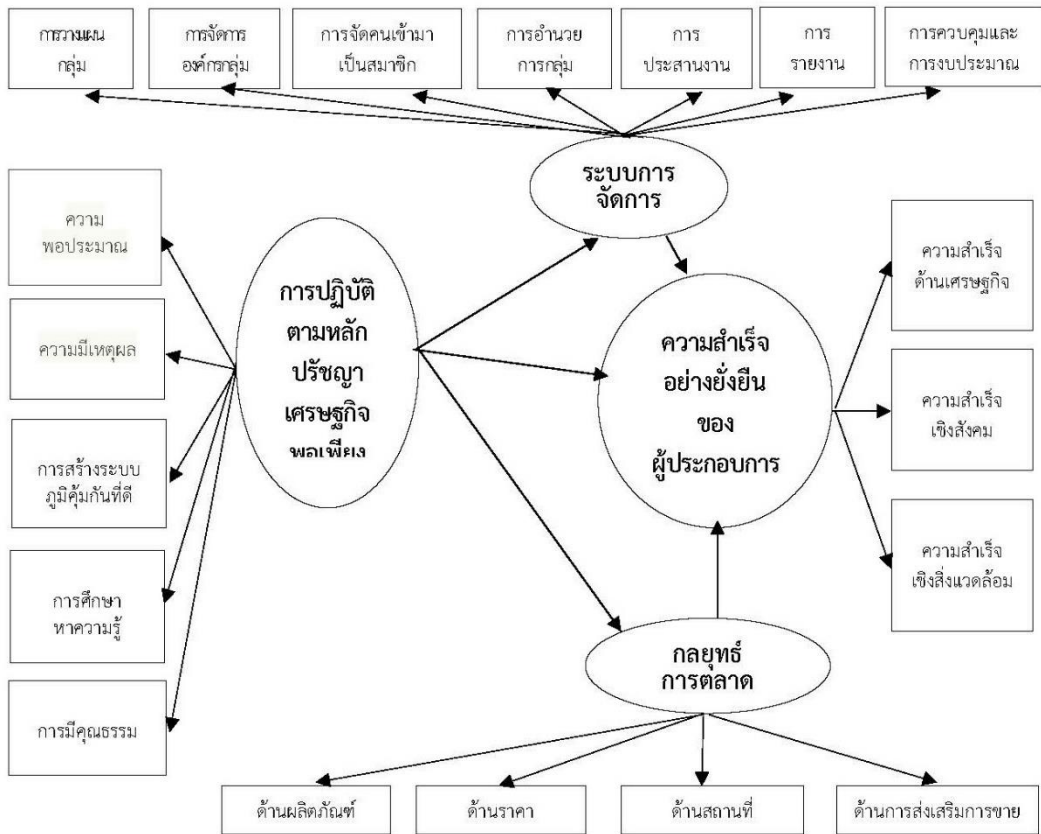 การวางแผน
กลุ่ม
การจัดการ
องค์กรกลุ่ม
การจัดคนเข้ามา
เป็นสมาชิก
การอำนวย
การกลุ่ม
การ
ประสานงาน
การ
รายงาน
การควบคุมและ
การงบประมาณ
ระบบการ
จัดการ
ความ
พอประมาณ
ความมีเหตุผล
การสร้างระบบ
ภูมิคุ้มกันที่ดี
การศึกษา
หาความรู้
การมีคุณธรรม
การปฏิบัติ
ตามหลัก
ปรัชญา
เศรษฐกิจ
พอเพียง
ความสำเร็จ
อย่างยั่งยืน
ของ
ผู้ประกอบการ
ความสำเร็จ
ด้านเศรษฐกิจ
ความสำเร็จ
เชิงสังคม
ความสำเร็จ
เชิงสิ่งแวดล้อม
กลยุทธ์
การตลาด
ด้านผลิตภัณฑ์
ด้านราคา
ด้านสถานที่
ด้านการส่งเสริมการขาย